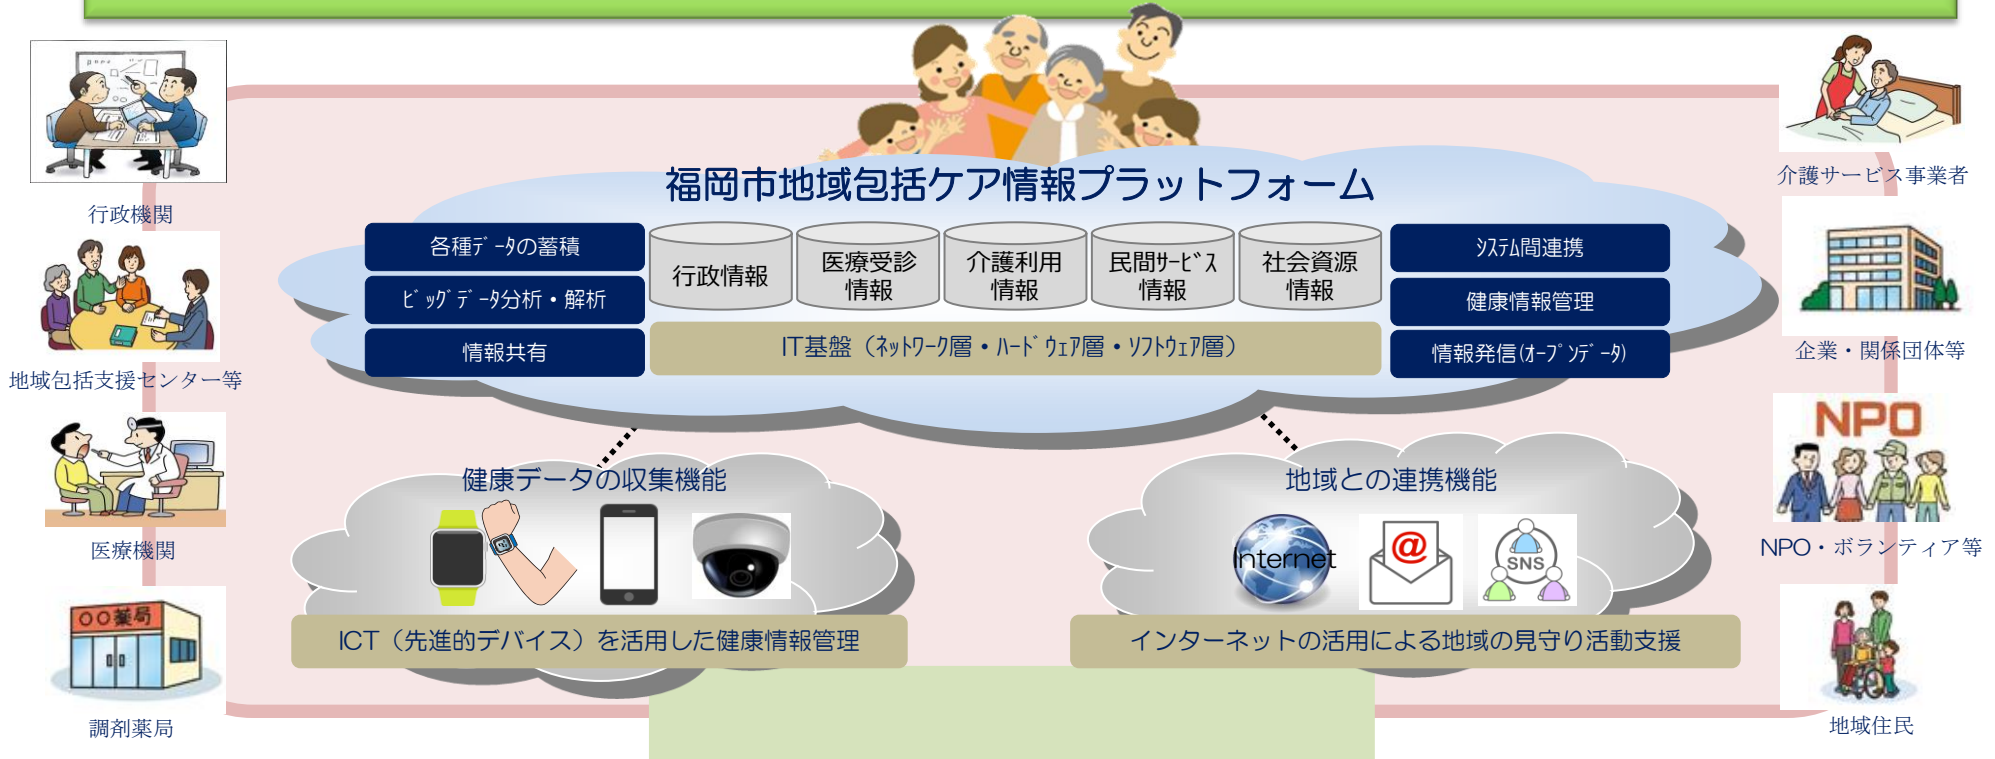 福岡市地域包括ケア情報プラットフォーム
各種ﾃﾞｰﾀの蓄積
ﾋﾞｯｸﾞﾃﾞｰﾀ分析・解析
情報共有
行政情報
医療受診
情報
介護利用
情報
民間ｻｰﾋﾞｽ
情報
社会資源
情報
IT基盤（ﾈｯﾄﾜｰｸ層・ﾊｰﾄﾞｳｪｱ層・ｿﾌﾄｳｪｱ層）
ｼｽﾃﾑ間連携
健康情報管理
情報発信(ｵｰﾌﾟﾝﾃﾞｰﾀ)
行政機関
地域包括支援センター等
医療機関
〇〇薬局
調剤薬局
健康データの収集機能
ICT（先進的デバイス）を活用した健康情報管理
地域との連携機能
Internet
@
SNS
インターネットの活用による地域の見守り活動支援
介護サービス事業者
企業・関係団体等
NPO
NPO・ボランティア等
地域住民